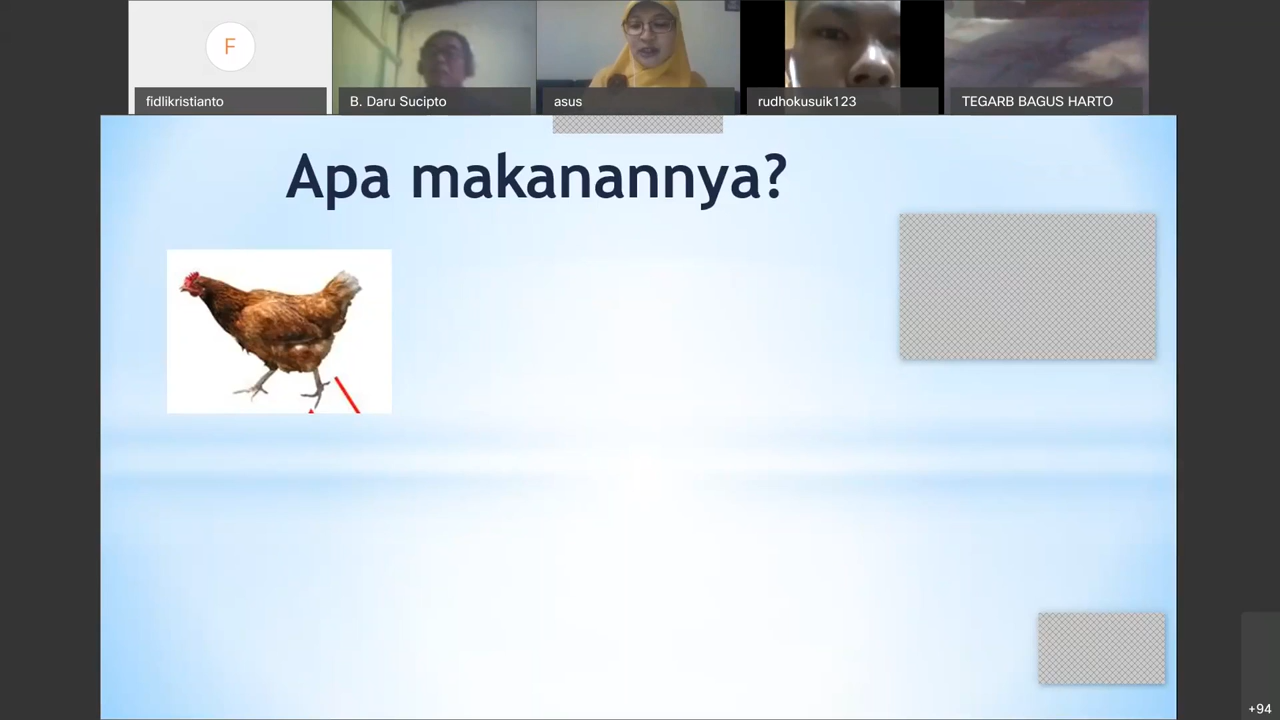 F
fidlikristianto
B. Daru Sucipto
asus
rudhokusuik123
TEGARB BAGUS HARTO
Apa makanannya?
+94